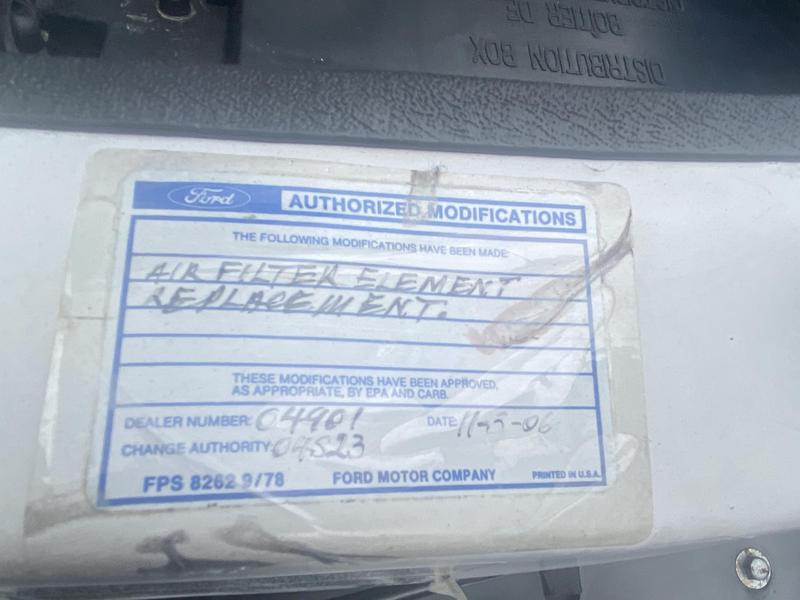 DISTRIBUTION BOX
BOÎTIER DE
Ford
AUTHORIZED MODIFICATIONS
THE FOLLOWING MODIFICATIONS HAVE BEEN MADE:
AIR FILTER ELEMENT
REPLACEMENT.
THESE MODIFICATIONS HAVE BEEN APPROVED,
AS APPROPRIATE, BY EPA AND CARB.
DEALER NUMBER: 04901 DATE:
CHANGE AUTHORITY: 04S23
FPS 8262 9/78 FORD MOTOR COMPANY PRINTED IN U.S.A.